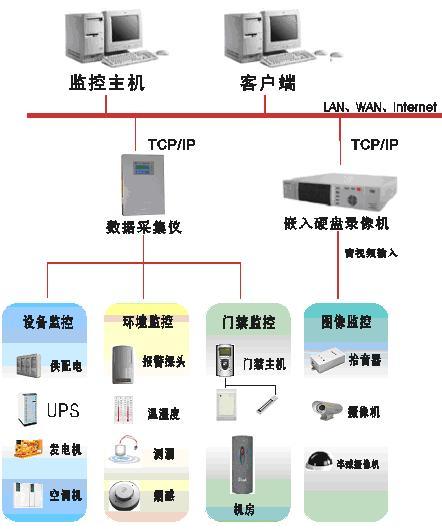 监控主机
客户端
LAN、WAN、Internet
TCP/IP
TCP/IP
数据采集仪
嵌入硬盘录像机
音视频输入
设备监控
环境监控
门禁监控
图像监控
供配电
报警探头
门禁主机
拾音器
UPS
温湿度
摄像机
发电机
测漏
半球摄像机
空调机
烟感
机房